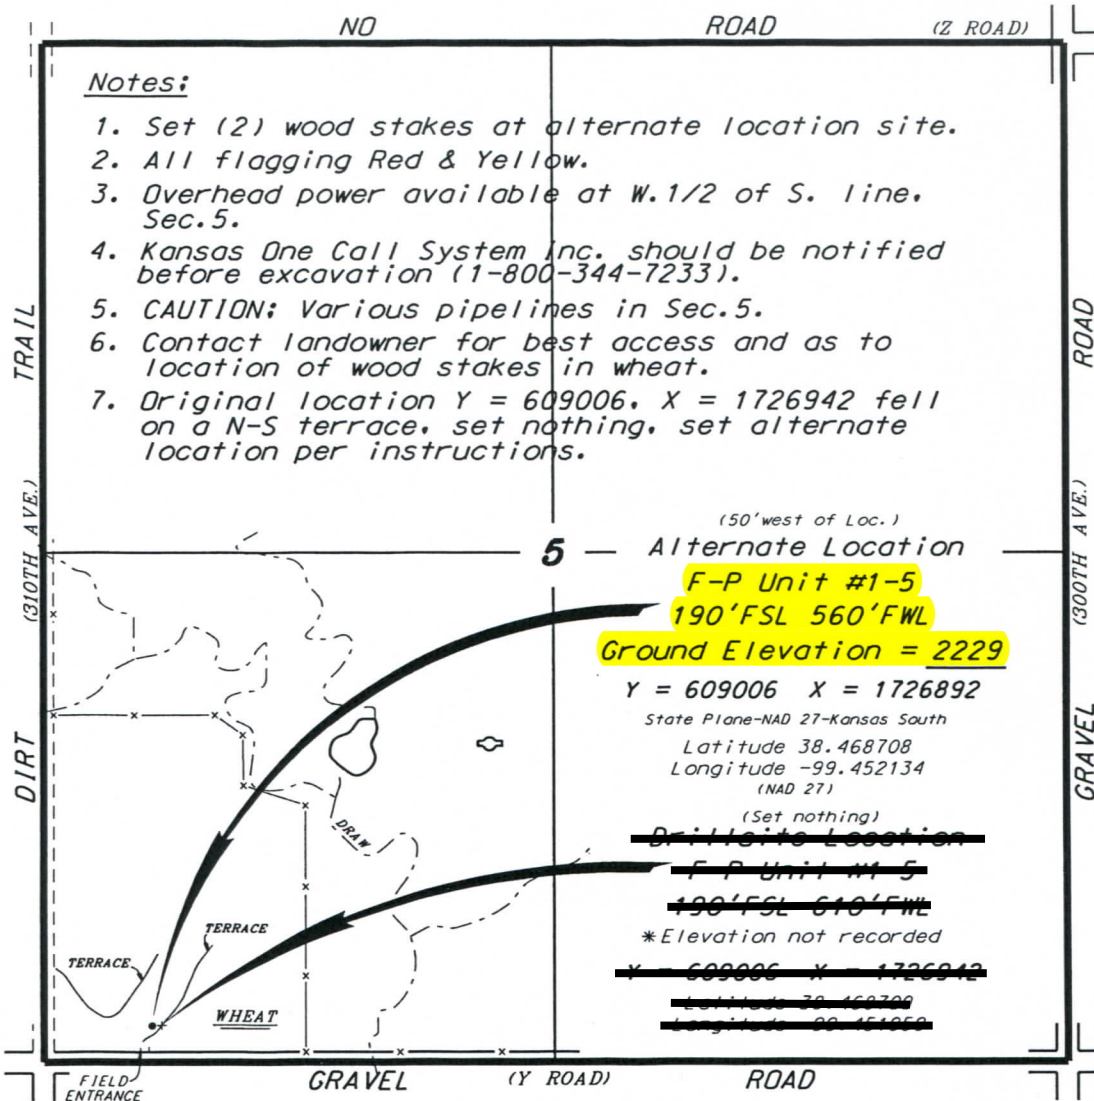 NO ROAD (Z ROAD)
Notes:
1. Set (2) wood stakes at alternate location site.
2. All flagging Red & Yellow.
3. Overhead power available at W.1/2 of S. line,
Sec.5.
4. Kansas One Call System Inc. should be notified
before excavation (1-800-344-7233).
5. CAUTION: Various pipelines in Sec.5.
6. Contact landowner for best access and as to
location of wood stakes in wheat.
7. Original location Y = 609006, X = 1726942 fell
on a N-S terrace, set nothing, set alternate
location per instructions.
DIRT (310TH AVE.) TRAIL
GRAVEL (300TH AVE.) ROAD
5
(50'west of Loc.)
Alternate Location
F-P Unit #1-5
190'FSL 560'FWL
Ground Elevation = 2229
Y = 609006 X = 1726892
State Plane-NAD 27-Kansas South
Latitude 38.468708
Longitude -99.452134
(NAD 27)
(Set nothing)
Drillsite Location
F-P Unit #1-5
190'FSL 610'FWL
*Elevation not recorded
Y = 609006 X = 1726942
Latitude
Longitude
DRAW
TERRACE
TERRACE
WHEAT
FIELD
ENTRANCE
GRAVEL (Y ROAD) ROAD